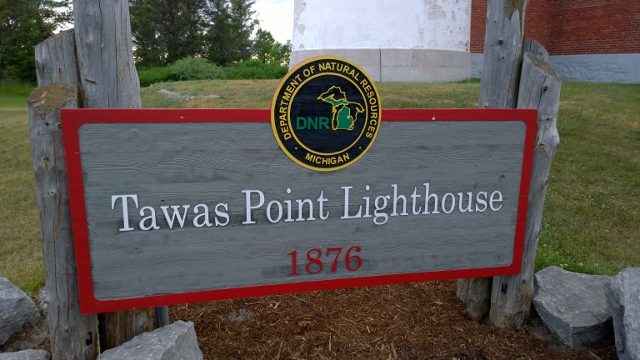 DEPARTMENT OF NATURAL RESOURCES
DNR
MICHIGAN
Tawas Point Lighthouse
1876